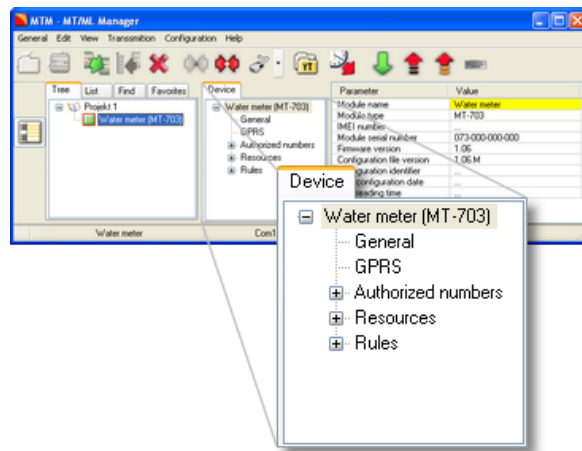 MTM - MT/ML Manager
General Edit View Transmition Configuration Help
Tree List Find Favorites
Projekt 1
Water meter (MT-703)
Device
Water meter (MT-703)
General
GPRS
Authorized numbers
Resources
Rules
Parameter Value
Module name Water meter
Module type MT-703
IMEI number ...
Module serial number 073-000-000-000
Firmware version 1.06
Configuration file version 1.06.M
configuration identifier ...
configuration date ...
reading time ...
Water meter Com1
Device
Water meter (MT-703)
General
GPRS
Authorized numbers
Resources
Rules